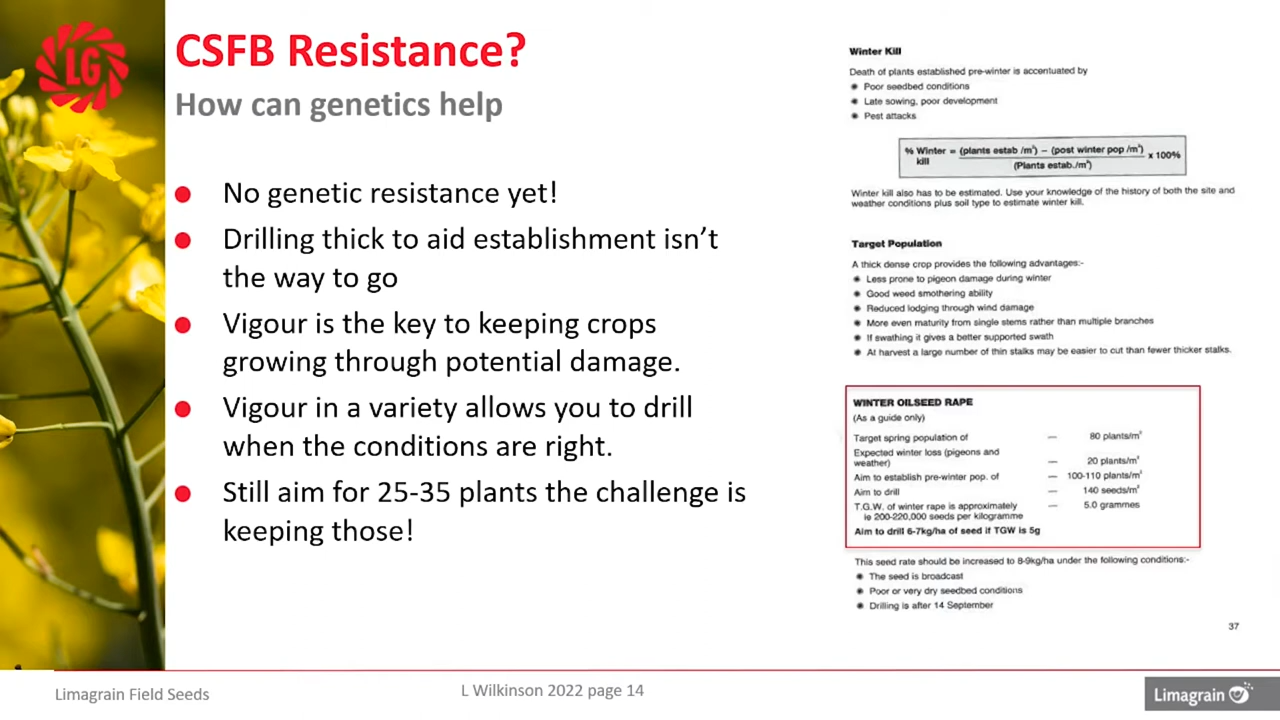 LG
CSFB Resistance?
How can genetics help
No genetic resistance yet!
Drilling thick to aid establishment isn't
the way to go
Vigour is the key to keeping crops
growing through potential damage.
Vigour in a variety allows you to drill
when the conditions are right.
Still aim for 25-35 plants the challenge is
keeping those!
Winter Kill
Death of plants established pre-winter is accentuated by
Poor seedbed conditions
Late sowing, poor development
Pest attacks
% Winter kill = (plants estab /m²) – (post winter pop /m²) x 100%
(Plants estab./m²)
Winter kill also has to be estimated. Use your knowledge of the history of both the site and
weather conditions plus soil type to estimate winter kill.
Target Population
A thick dense crop provides the following advantages:-
Less prone to pigeon damage during winter
Good weed smothering ability
Reduced lodging through wind damage
More even maturity from single stems rather than multiple branches
If swathing it gives a better supported swath
At harvest a large number of thin stalks may be easier to cut than fewer thicker stalks.
WINTER OILSEED RAPE
(As a guide only)
Target spring population of — 80 plants/m²
Expected winter loss (pigeons and
weather) — 20 plants/m²
Aim to establish pre-winter pop. of — 100-110 plants/m²
Aim to drill — 140 seeds/m²
T.G.W. of winter rape is approximately — 5.0 grammes
ie 200-220,000 seeds per kilogramme
Aim to drill 6-7kg/ha of seed if TGW is 5g
This seed rate should be increased to 8-9kg/ha under the following conditions:-
The seed is broadcast
Poor or very dry seedbed conditions
Drilling is after 14 September
37
Limagrain Field Seeds
L Wilkinson 2022 page 14
Limagrain